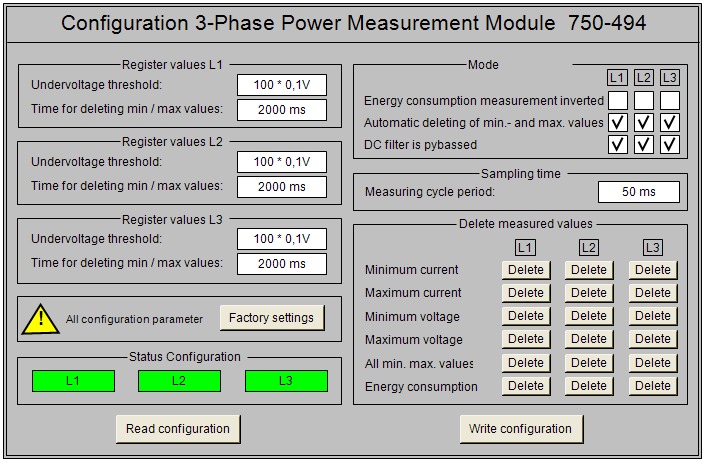 Configuration 3-Phase Power Measurement Module 750-494
Register values L1
Undervoltage threshold: 100 * 0,1V
Time for deleting min / max values: 2000 ms
Register values L2
Undervoltage threshold: 100 * 0,1V
Time for deleting min / max values: 2000 ms
Register values L3
Undervoltage threshold: 100 * 0,1V
Time for deleting min / max values: 2000 ms
! All configuration parameter Factory settings
Status Configuration
L1 L2 L3
Read configuration
Mode
L1 L2 L3
Energy consumption measurement inverted
Automatic deleting of min.- and max. values
DC filter is pybassed
Sampling time
Measuring cycle period: 50 ms
Delete measured values
L1 L2 L3
Minimum current Delete Delete Delete
Maximum current Delete Delete Delete
Minimum voltage Delete Delete Delete
Maximum voltage Delete Delete Delete
All min. max. values Delete Delete Delete
Energy consumption Delete Delete Delete
Write configuration